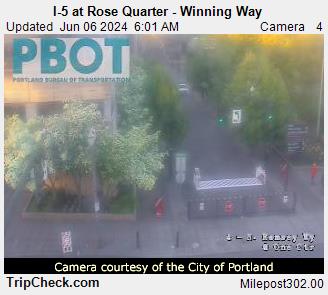 I-5 at Rose Quarter - Winning Way
Updated Jun 06 2024 6:01 AM Camera 4
PBOT
PORTLAND BUREAU OF TRANSPORTATION
Camera courtesy of the City of Portland
TripCheck.com Milepost302.00